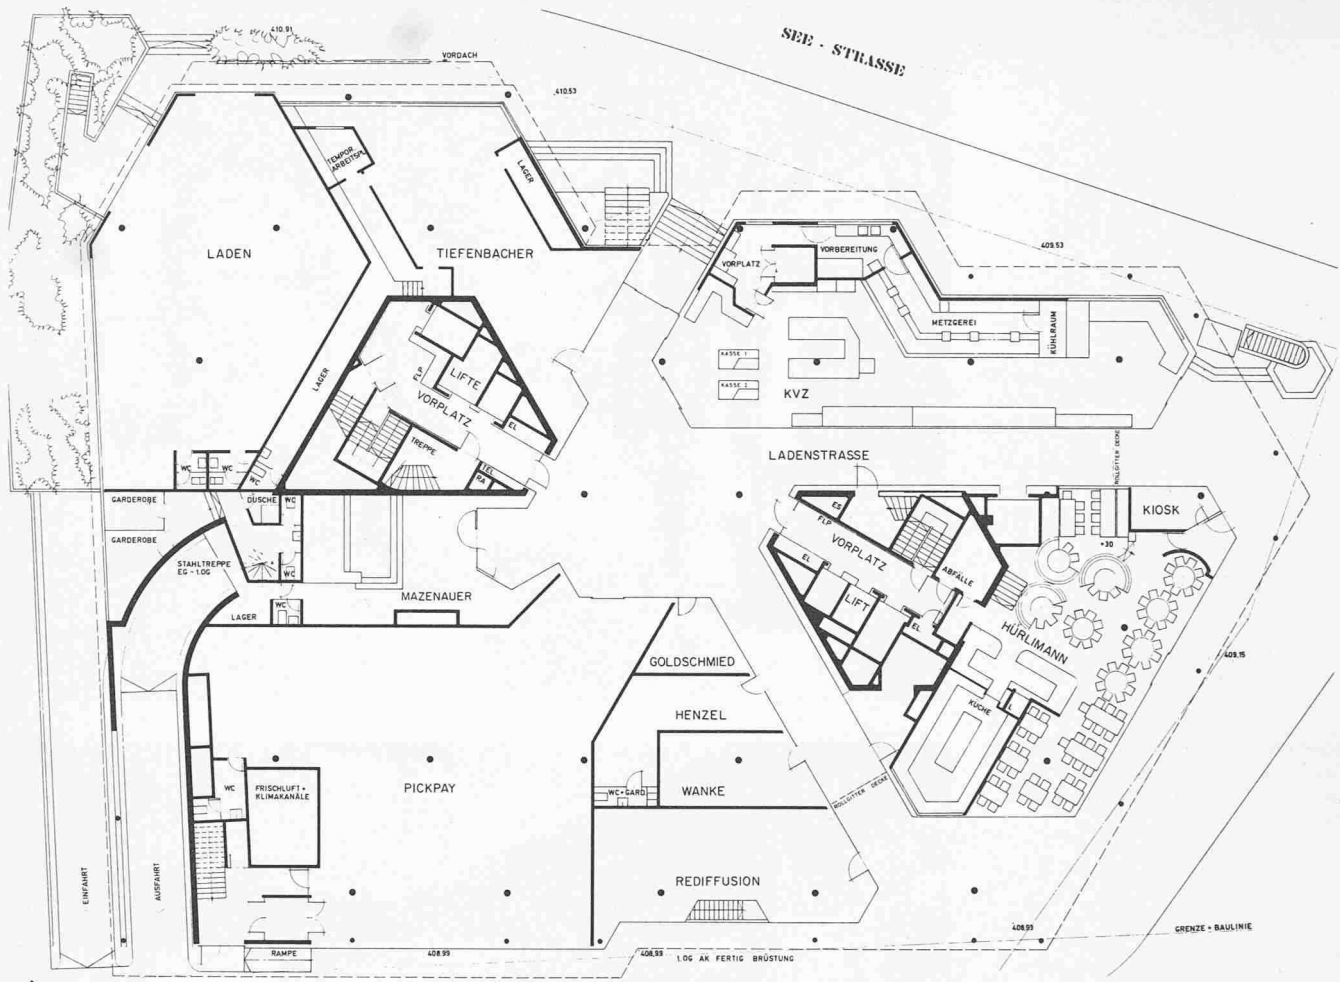 SEE - STRASSE
410.91
VORDACH
410.53
TEMPOR.
ARBEITSPL
LAGER
LADEN
TIEFENBACHER
409.53
VORPLATZ
VORBEREITUNG
METZGEREI
KÜHLRAUM
KASSE 1
KASSE 2
KVZ
LAGER
FLP
LIFTE
VORPLATZ
EL
TREPPE
TEL
RA
LADENSTRASSE
ROLLGITTER DECKE
WC
WC
WC
GARDEROBE
DUSCHE
WC
GARDEROBE
STAHLTREPPE
EG - 1.OG
WC
LAGER
WC
MAZENAUER
ES
FLP
VORPLATZ
EL
ABFÄLLE
LIFT
EL
KIOSK
+30
HÜRLIMANN
KÜCHE
L
409.15
GOLDSCHMIED
HENZEL
WC + GARD
WANKE
ROLLGITTER DECKE
PICKPAY
WC
FRISCHLUFT +
KLIMAKANÄLE
REDIFFUSION
EINFAHRT
AUSFAHRT
RAMPE
408.99
408.99
1.OG AK FERTIG BRÜSTUNG
408.93
GRENZE = BAULINIE